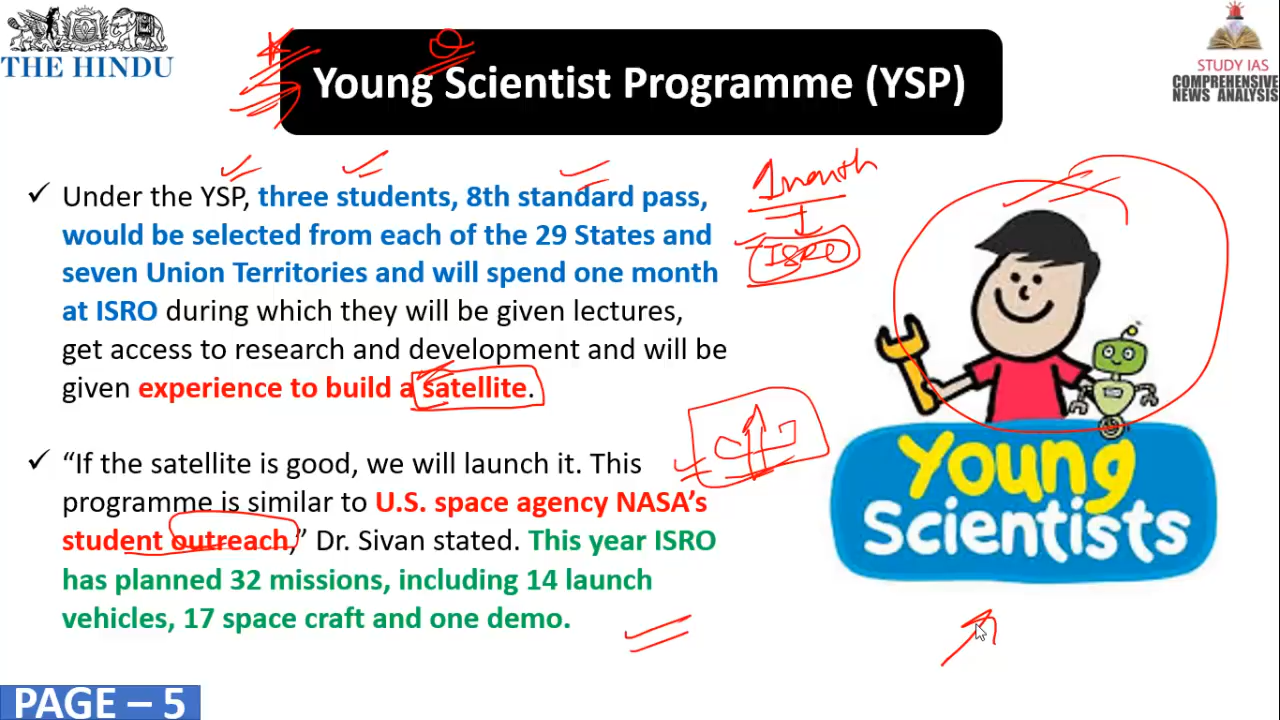 THE HINDU
Young Scientist Programme (YSP)
STUDY IAS
COMPREHENSIVE
NEWS ANALYSIS
✓ Under the YSP, three students, 8th standard pass,
would be selected from each of the 29 States and
seven Union Territories and will spend one month
at ISRO during which they will be given lectures,
get access to research and development and will be
given experience to build a satellite.
1 month
ISRO
✓ “If the satellite is good, we will launch it. This
programme is similar to U.S. space agency NASA’s
student outreach,” Dr. Sivan stated. This year ISRO
has planned 32 missions, including 14 launch
vehicles, 17 space craft and one demo.
Young
Scientists
PAGE – 5